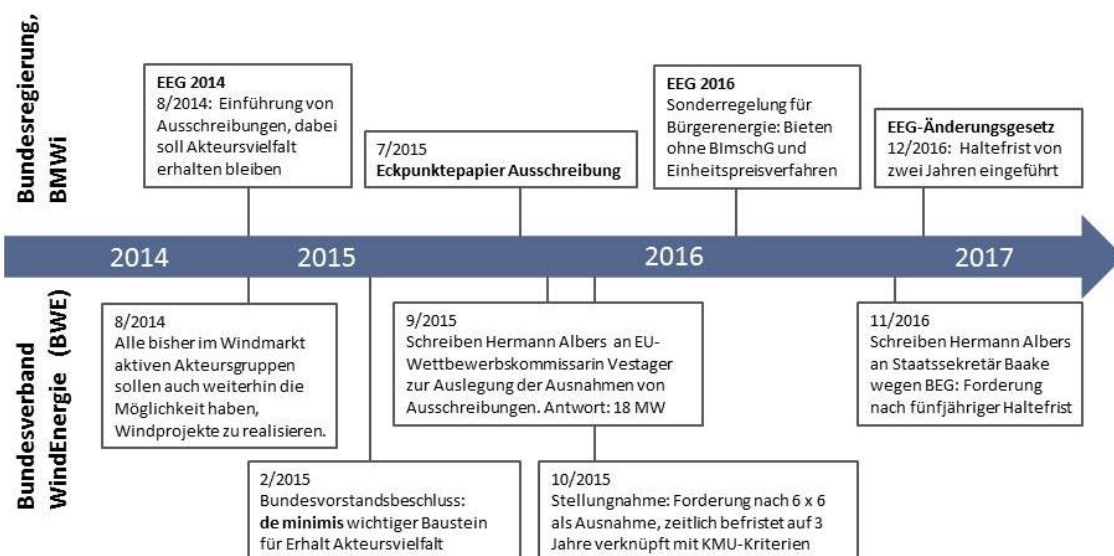 Bundesregierung,
BMWi
EEG 2014
8/2014: Einführung von
Ausschreibungen, dabei
soll Akteursvielfalt
erhalten bleiben
7/2015
Eckpunktepapier Ausschreibung
EEG 2016
Sonderregelung für
Bürgerenergie: Bieten
ohne BImschG und
Einheitspreisverfahren
EEG-Änderungsgesetz
12/2016: Haltefrist von
zwei Jahren eingeführt
2014
2015
2016
2017
Bundesverband
WindEnergie (BWE)
8/2014
Alle bisher im Windmarkt
aktiven Akteursgruppen
sollen auch weiterhin die
Möglichkeit haben,
Windprojekte zu realisieren.
2/2015
Bundesvorstandsbeschluss:
de minimis wichtiger Baustein
für Erhalt Akteursvielfalt
9/2015
Schreiben Hermann Albers an EU-
Wettbewerbskommissarin Vestager
zur Auslegung der Ausnahmen von
Ausschreibungen. Antwort: 18 MW
10/2015
Stellungnahme: Forderung nach 6 x 6
als Ausnahme, zeitlich befristet auf 3
Jahre verknüpft mit KMU-Kriterien
11/2016
Schreiben Hermann Albers
an Staatssekretär Baake
wegen BEG: Forderung
nach fünfjähriger Haltefrist